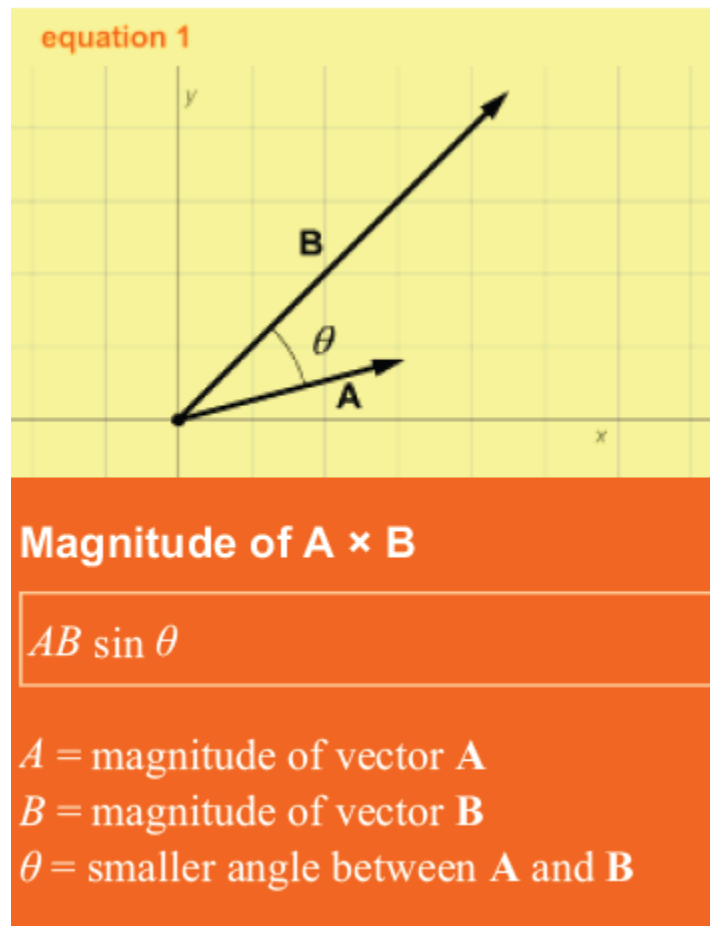 equation 1
y
B
θ
A
x
Magnitude of A × B
AB sin θ
A = magnitude of vector A
B = magnitude of vector B
θ = smaller angle between A and B